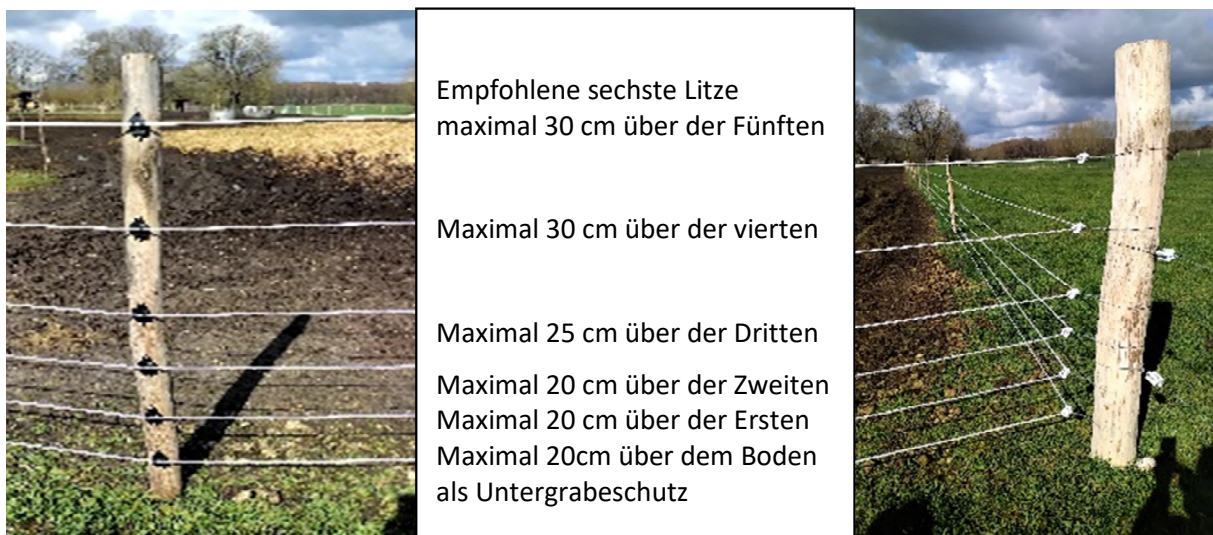 Empfohlene sechste Litze
maximal 30 cm über der Fünften
Maximal 30 cm über der vierten
Maximal 25 cm über der Dritten
Maximal 20 cm über der Zweiten
Maximal 20 cm über der Ersten
Maximal 20cm über dem Boden
als Untergrabeschutz